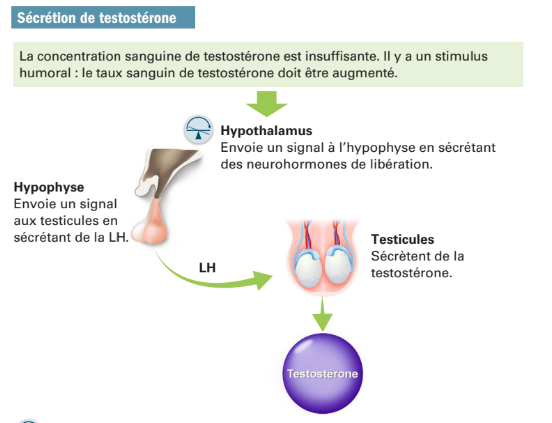 Sécrétion de testostérone
La concentration sanguine de testostérone est insuffisante. Il y a un stimulus
humoral : le taux sanguin de testostérone doit être augmenté.
Hypothalamus
Envoie un signal à l'hypophyse en sécrétant
des neurohormones de libération.
Hypophyse
Envoie un signal
aux testicules en
sécrétant de la LH.
LH
Testicules
Sécrètent de la
testostérone.
Testostérone